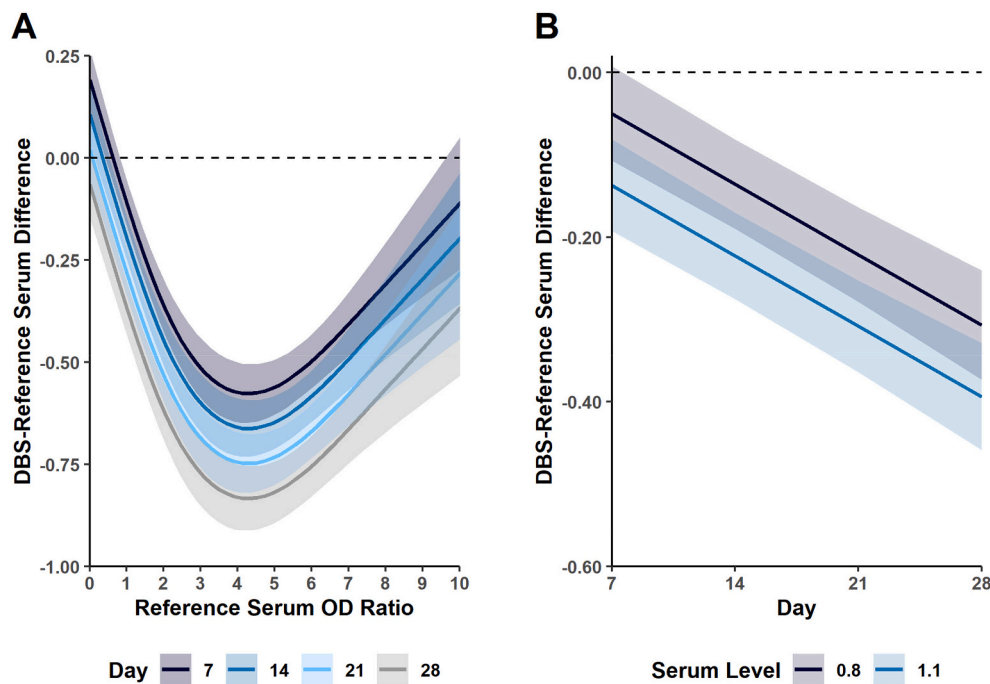 A
DBS-Reference Serum Difference
0.25
0.00
-0.25
-0.50
-0.75
-1.00
0 1 2 3 4 5 6 7 8 9 10
Reference Serum OD Ratio
Day 7 14 21 28
B
DBS-Reference Serum Difference
0.00
-0.20
-0.40
-0.60
7 14 21 28
Day
Serum Level 0.8 1.1